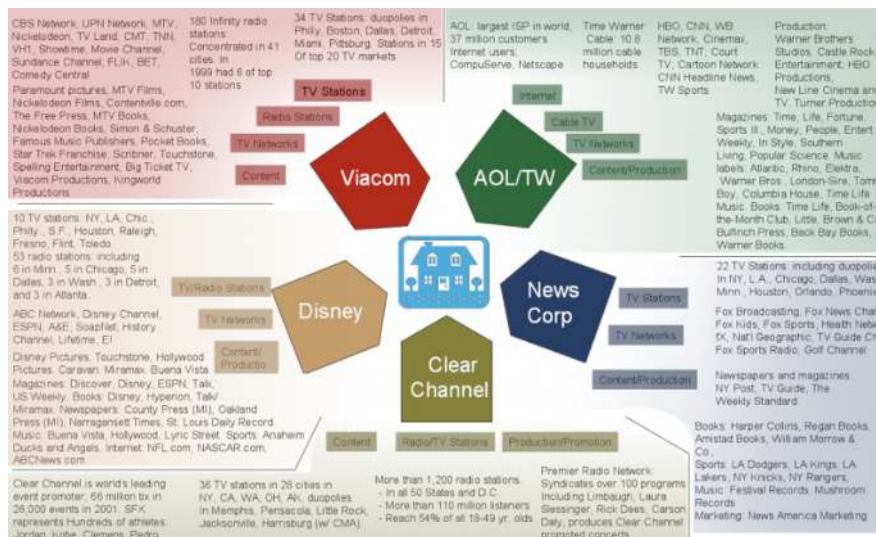 CBS Network, UPN Network, MTV,
Nickelodeon, TV Land, CMT, TNN,
VH1, Showtime, Movie Channel,
Sundance Channel, FLIK, BET,
Comedy Central
Paramount pictures, MTV Films,
Nickelodeon Films, Contentville.com,
The Free Press, MTV Books,
Nickelodeon Books, Simon & Schuster,
Famous Music Publishers, Pocket Books,
Star Trek Franchise, Scribner, Touchstone,
Spelling Entertainment, Big Ticket TV,
Viacom Productions, Kingworld
Productions
180 Infinity radio
stations:
Concentrated in 41
cities. In
1999 had 6 of top
10 stations
34 TV Stations: duopolies in
Philly, Boston, Dallas, Detroit,
Miami, Pittsburg. Stations in 15
Of top 20 TV markets
TV Stations
Radio Stations
TV Networks
Content
Viacom
AOL: largest ISP in world,
37 million customers.
Internet users;
CompuServe, Netscape
Time Warner
Cable: 10.8
million cable
households
HBO, CNN, WB
Network, Cinemax,
TBS, TNT, Court
TV, Cartoon Network
CNN Headline News,
TW Sports
Production:
Warner Brothers
Studios, Castle Rock
Entertainment, HBO
Productions,
New Line Cinema and
TV. Turner
Magazines: Time, Life, Fortune,
Sports Ill., Money, People,
Weekly, In Style, Southern
Living, Popular Science. Music
labels: Atlantic, Rhino, Elektra,
Warner Bros., London-Sire,
Boy, Columbia House, Time Life
Music. Books: Time Life, Book-of-
the-Month Club, Little, Brown &
Bulfinch Press, Back Bay Books,
Warner Books.
Internet
Cable TV
TV Networks
Content/Production
AOL/TW
10 TV stations: NY, LA, Chic.,
Philly., S.F., Houston, Raleigh,
Fresno, Flint, Toledo
53 radio stations: including
6 in Minn., 5 in Chicago, 5 in
Dallas, 3 in Wash., 3 in Detroit,
and 3 in Atlanta.
ABC Network, Disney Channel,
ESPN, A&E, SoapNet, History
Channel, Lifetime, E!
Disney Pictures. Touchstone, Hollywood
Pictures. Caravan. Miramax. Buena Vista
Magazines: Discover, Disney, ESPN, Talk,
US Weekly. Books: Disney, Hyperion, Talk/
Miramax, Newspapers: County Press (MI), Oakland
Press (MI), Narragansett Times, St. Louis Daily Record.
Music: Buena Vista, Hollywood, Lyric Street. Sports: Anaheim
Ducks and Angels. Internet: NFL.com, NASCAR.com,
ABCNews.com
TV/Radio Stations
TV Networks
Content/
Productio
Disney
News
Corp
TV Stations
TV Networks
Content/Production
22 TV Stations: including
In NY, L.A., Chicago, Dallas,
Minn., Houston, Orlando,
Fox Broadcasting, Fox News
Fox Kids, Fox Sports, Health
fX, Nat'l Geographic, TV Guide
Fox Sports Radio, Golf Channel
Newspapers and magazines:
NY Post, TV Guide, The
Weekly Standard
Books: Harper Collins, Regan Books,
Amistad Books, William Morrow &
Co.,
Sports: LA Dodgers, LA Kings, LA
Lakers, NY Knicks, NY Rangers,
Music: Festival Records, Mushroom
Records
Marketing: News America Marketing
Clear
Channel
Content
Radio/TV Stations
Production/Promotion
Clear Channel is world's leading
event promoter, 66 million tix in
26,000 events in 2001. SFX
represents Hundreds of athletes
Jordan, Kobe, Clemens, Pedro
36 TV stations in 28 cities in
NY, CA, WA, OH, AK, duopolies
In Memphis, Pensacola, Little Rock,
Jacksonville, Harrisburg (w/ CMA)
More than 1,200 radio stations.
- In all 50 States and D.C.
- More than 110 million listeners
- Reach 54% of all 18-49 yr. olds
Premier Radio Network:
Syndicates over 100 programs
Including Limbaugh, Laura
Slessinger, Rick Dees, Carson
Daly, produces Clear Channel
promoted concerts